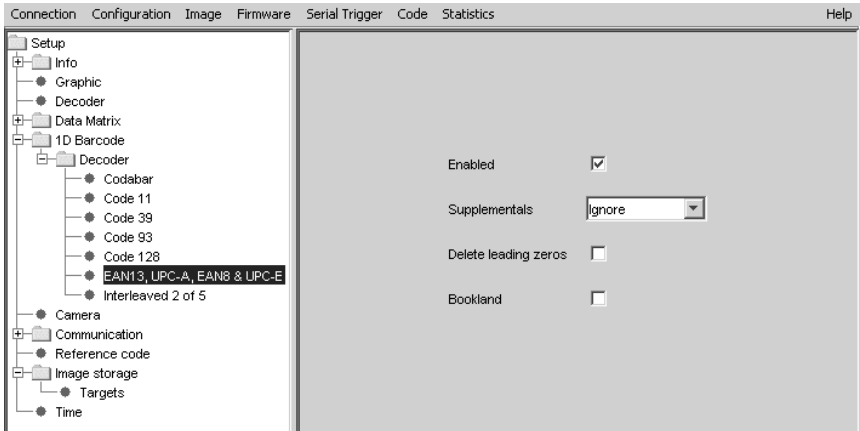 Connection Configuration Image Firmware Serial Trigger Code Statistics Help
Setup
Info
Graphic
Decoder
Data Matrix
1D Barcode
Decoder
Codabar
Code 11
Code 39
Code 93
Code 128
EAN13, UPC-A, EAN8 & UPC-E
Interleaved 2 of 5
Camera
Communication
Reference code
Image storage
Targets
Time
Enabled
Supplementals Ignore
Delete leading zeros
Bookland